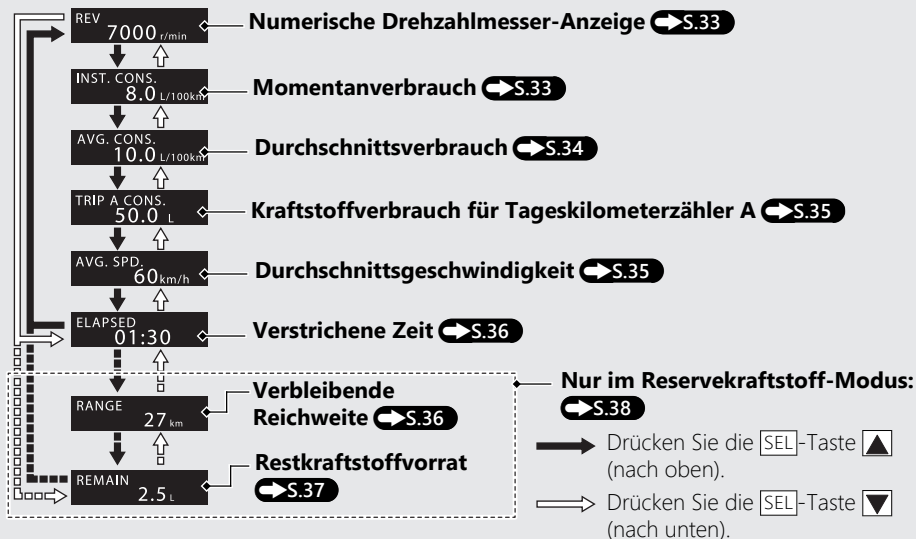 REV
7000 r/min
Numerische Drehzahlmesser-Anzeige S.33
INST. CONS.
8.0 L/100km
Momentanverbrauch S.33
AVG. CONS.
10.0 L/100km
Durchschnittsverbrauch S.34
TRIP A CONS.
50.0 L
Kraftstoffverbrauch für Tageskilometerzähler A S.35
AVG. SPD.
60 km/h
Durchschnittsgeschwindigkeit S.35
ELAPSED
01:30
Verstrichene Zeit S.36
RANGE
27 km
Verbleibende
Reichweite S.36
REMAIN
2.5 L
Restkraftstoffvorrat
S.37
Nur im Reservekraftstoff-Modus:
S.38
Drücken Sie die SEL-Taste ▲
(nach oben).
Drücken Sie die SEL-Taste ▼
(nach unten).